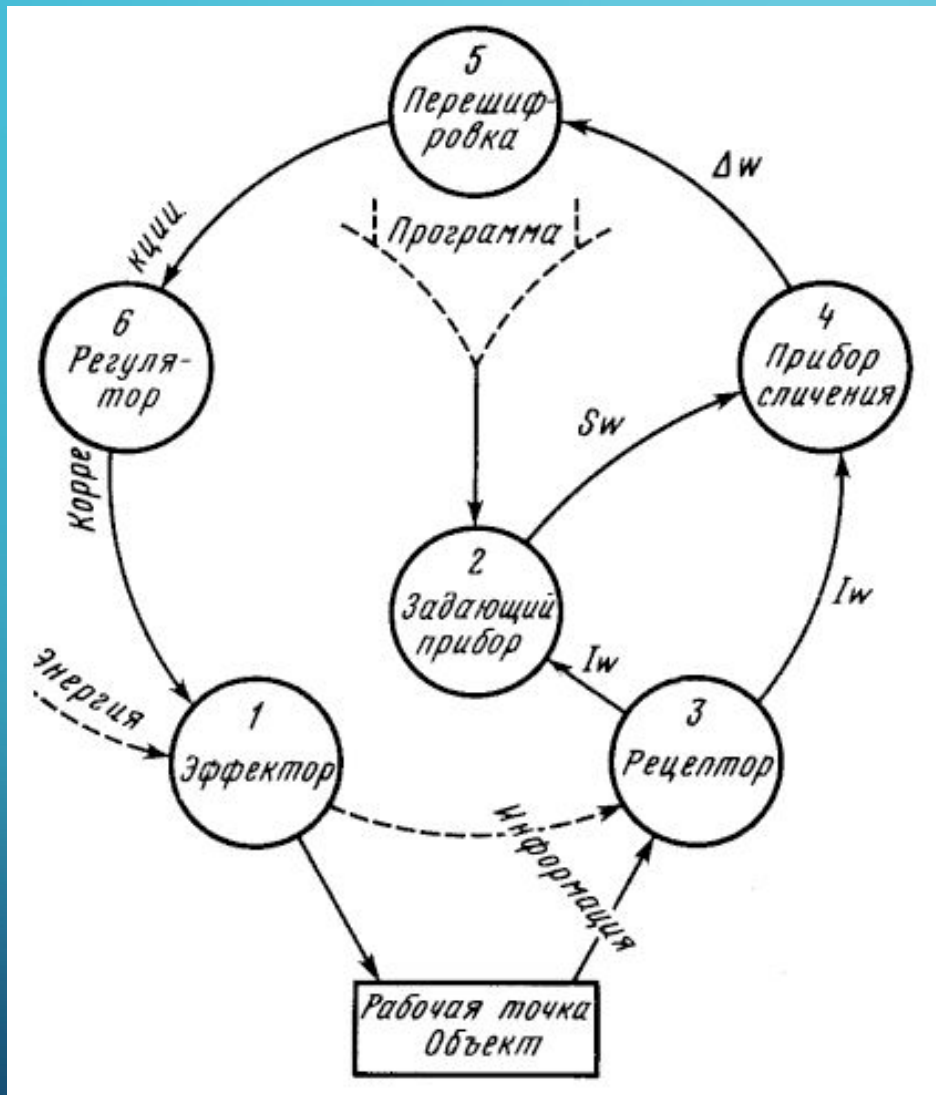 5
Перешиф-
ровка
Δw
Программа
кции
6
Регуля-
тор
4
Прибор
сличения
Sw
Корре
2
Задающий
прибор
Iw
Iw
Энергия
1
Эффектор
3
Рецептор
Информация
Рабочая точка
Объект